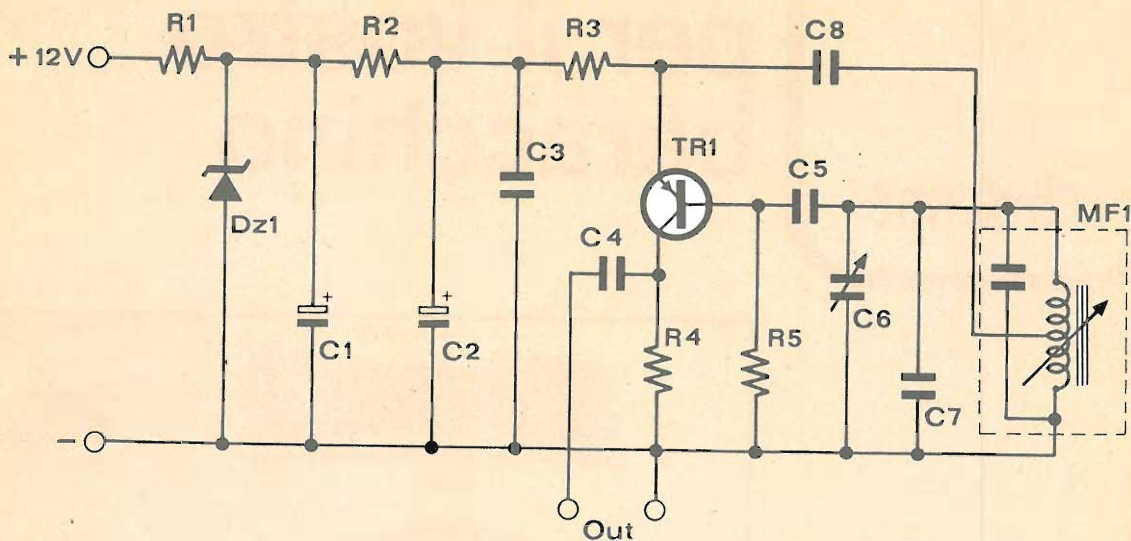 R1
R2
R3
C8
+ 12V
C3
TR1
C5
MF1
Dz1
C4
+
+
C1
C2
R4
R5
C6
C7
−
Out